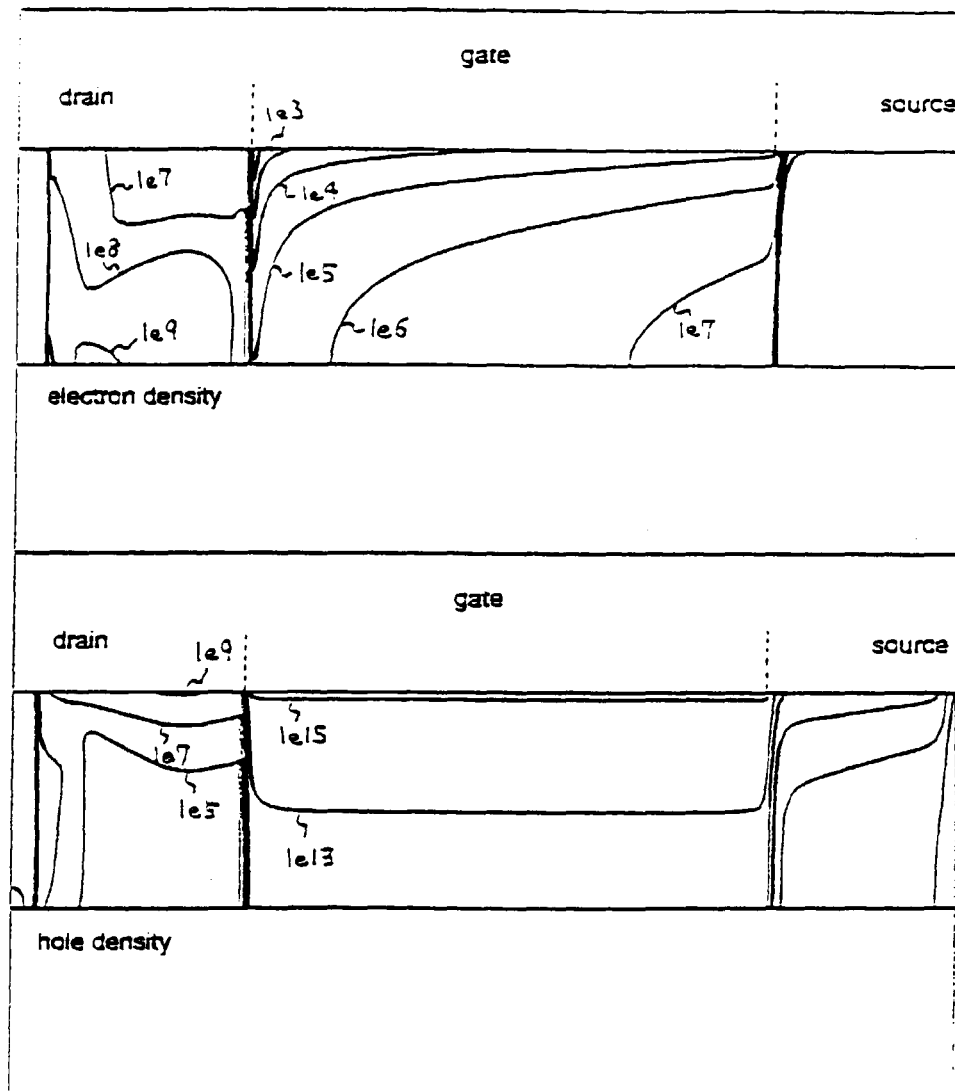 gate
drain
source
1e3
1e7
1e4
1e8
1e5
1e9
1e6
1e7
electron density
gate
drain
source
1e9
1e15
1e7
1e5
1e13
hole density